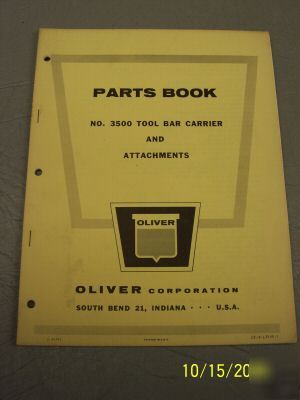 PARTS BOOK
NO. 3500 TOOL BAR CARRIER
AND
ATTACHMENTS
OLIVER
OLIVER CORPORATION
SOUTH BEND 21, INDIANA · · · U.S.A.
10/15/20